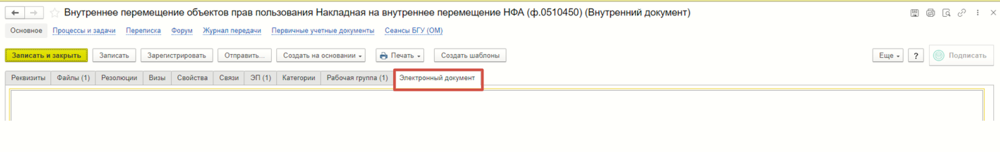 Внутреннее перемещение объектов прав пользования Накладная на внутреннее перемещение НФА (ф.0510450) (Внутренний документ)
Основное Процессы и задачи Переписка Форум Журнал передачи Первичные учетные документы Сеансы БГУ (ОМ)
Записать и закрыть Записать Зарегистрировать Отправить... Создать на основании Печать Создать шаблоны Еще ? Подписать
Реквизиты Файлы (1) Резолюции Визы Свойства Связи ЭП (1) Категории Рабочая группа (1) Электронный документ